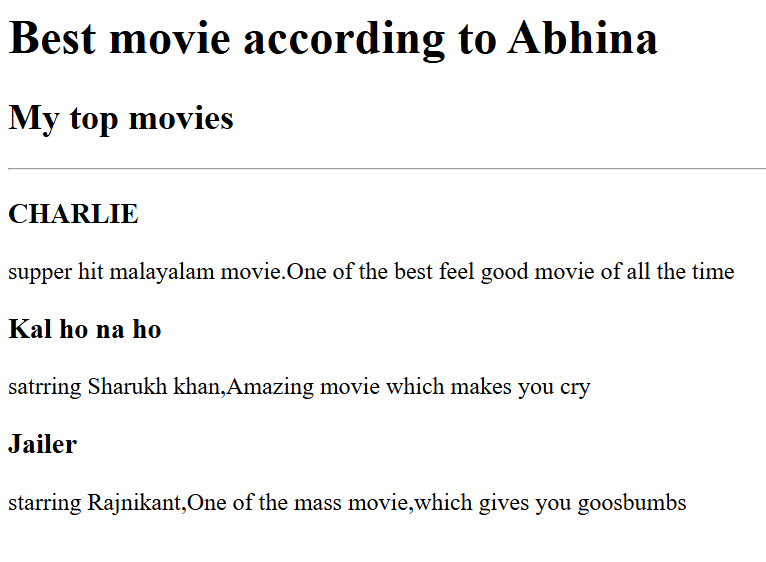 Best movie according to Abhina
My top movies
CHARLIE
supper hit malayalam movie.One of the best feel good movie of all the time
Kal ho na ho
satrring Sharukh khan,Amazing movie which makes you cry
Jailer
starring Rajnikant,One of the mass movie,which gives you goosbumbs